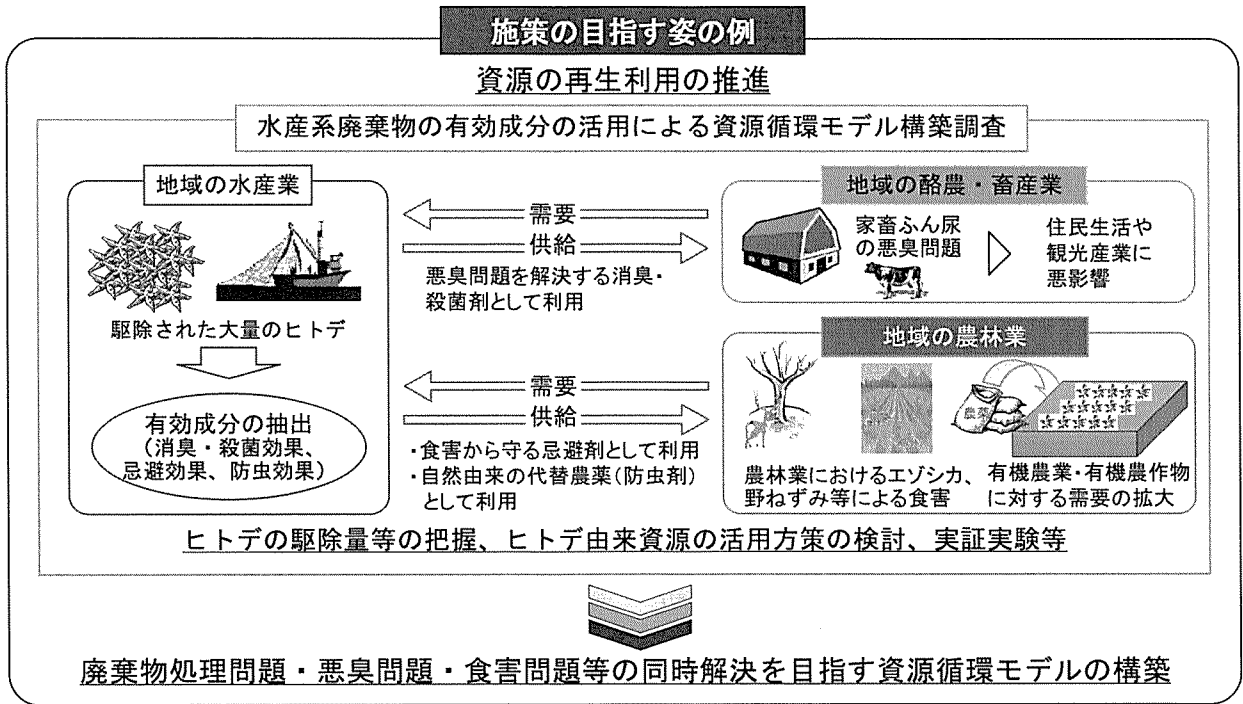 施策の目指す姿の例
資源の再生利用の推進
水産系廃棄物の有効成分の活用による資源循環モデル構築調査
地域の水産業
駆除された大量のヒトデ
有効成分の抽出
(消臭・殺菌効果、
忌避効果、防虫効果)
需要
供給
悪臭問題を解決する消臭・
殺菌剤として利用
需要
供給
・食害から守る忌避剤として利用
・自然由来の代替農薬(防虫剤)
として利用
地域の酪農・畜産業
家畜ふん尿
の悪臭問題
住民生活や
観光産業に
悪影響
地域の農林業
農薬
農林業におけるエゾシカ、
野ねずみ等による食害
有機農業・有機農作物
に対する需要の拡大
ヒトデの駆除量等の把握、ヒトデ由来資源の活用方策の検討、実証実験等
廃棄物処理問題・悪臭問題・食害問題等の同時解決を目指す資源循環モデルの構築